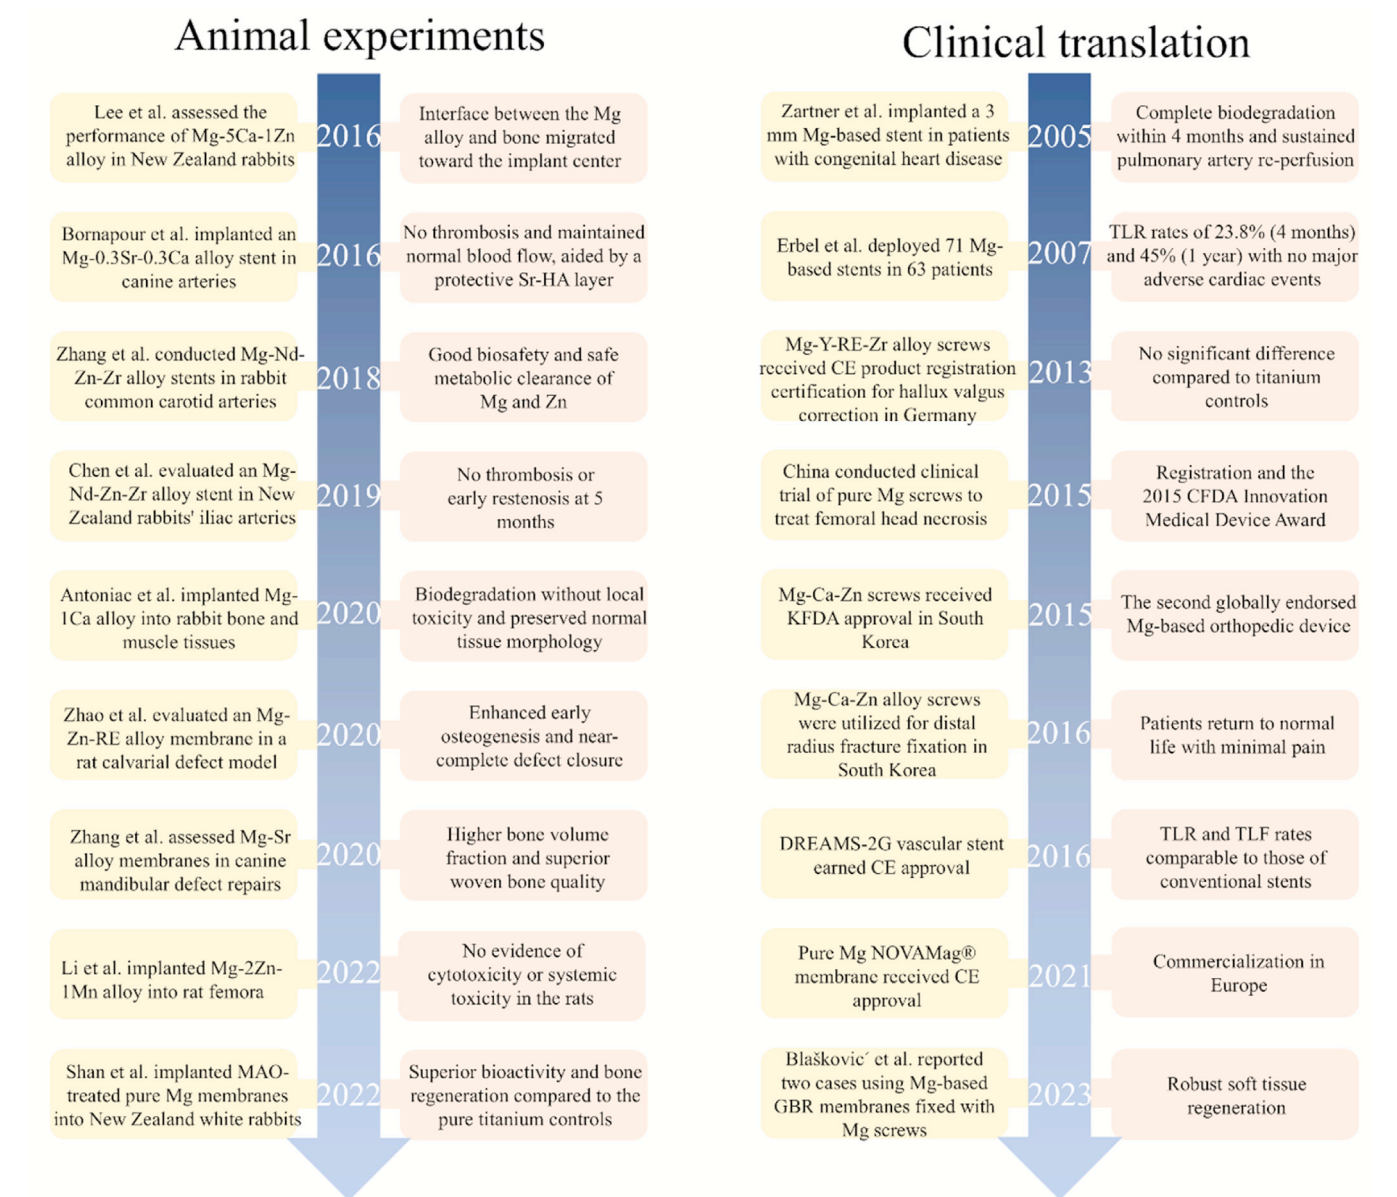 Animal experiments
Lee et al. assessed the
performance of Mg-5Ca-1Zn
alloy in New Zealand rabbits
2016
Interface between the Mg
alloy and bone migrated
toward the implant center
Bornapour et al. implanted an
Mg-0.3Sr-0.3Ca alloy stent in
canine arteries
2016
No thrombosis and maintained
normal blood flow, aided by a
protective Sr-HA layer
Zhang et al. conducted Mg-Nd-
Zn-Zr alloy stents in rabbit
common carotid arteries
2018
Good biosafety and safe
metabolic clearance of
Mg and Zn
Chen et al. evaluated an Mg-
Nd-Zn-Zr alloy stent in New
Zealand rabbits' iliac arteries
2019
No thrombosis or
early restenosis at 5
months
Antoniac et al. implanted Mg-
1Ca alloy into rabbit bone and
muscle tissues
2020
Biodegradation without local
toxicity and preserved normal
tissue morphology
Zhao et al. evaluated an Mg-
Zn-RE alloy membrane in a
rat calvarial defect model
2020
Enhanced early
osteogenesis and near-
complete defect closure
Zhang et al. assessed Mg-Sr
alloy membranes in canine
mandibular defect repairs
2020
Higher bone volume
fraction and superior
woven bone quality
Li et al. implanted Mg-2Zn-
1Mn alloy into rat femora
2022
No evidence of
cytotoxicity or systemic
toxicity in the rats
Shan et al. implanted MAO-
treated pure Mg membranes
into New Zealand white rabbits
2022
Superior bioactivity and bone
regeneration compared to the
pure titanium controls
Clinical translation
Zartner et al. implanted a 3
mm Mg-based stent in patients
with congenital heart disease
2005
Complete biodegradation
within 4 months and sustained
pulmonary artery re-perfusion
Erbel et al. deployed 71 Mg-
based stents in 63 patients
2007
TLR rates of 23.8% (4 months)
and 45% (1 year) with no major
adverse cardiac events
Mg-Y-RE-Zr alloy screws
received CE product registration
certification for hallux valgus
correction in Germany
2013
No significant difference
compared to titanium
controls
China conducted clinical
trial of pure Mg screws to
treat femoral head necrosis
2015
Registration and the
2015 CFDA Innovation
Medical Device Award
Mg-Ca-Zn screws received
KFDA approval in South
Korea
2015
The second globally endorsed
Mg-based orthopedic device
Mg-Ca-Zn alloy screws
were utilized for distal
radius fracture fixation in
South Korea
2016
Patients return to normal
life with minimal pain
DREAMS-2G vascular stent
earned CE approval
2016
TLR and TLF rates
comparable to those of
conventional stents
Pure Mg NOVAMag®
membrane received CE
approval
2021
Commercialization in
Europe
Blaškovic´ et al. reported
two cases using Mg-based
GBR membranes fixed with
Mg screws
2023
Robust soft tissue
regeneration